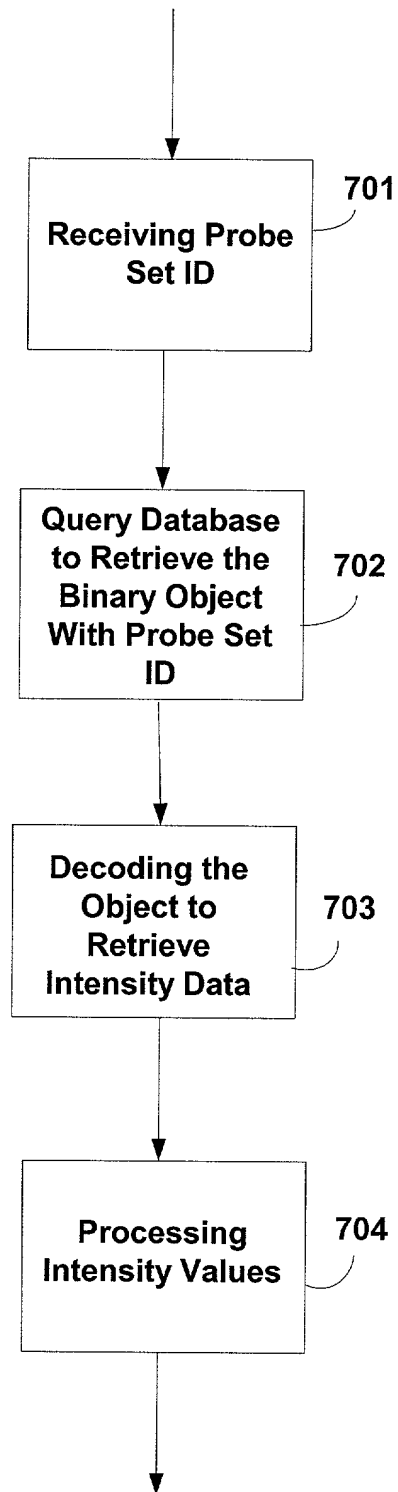 701
Receiving Probe
Set ID
Query Database
to Retrieve the
Binary Object
With Probe Set
ID
702
Decoding the
Object to
Retrieve
Intensity Data
703
Processing
Intensity Values
704